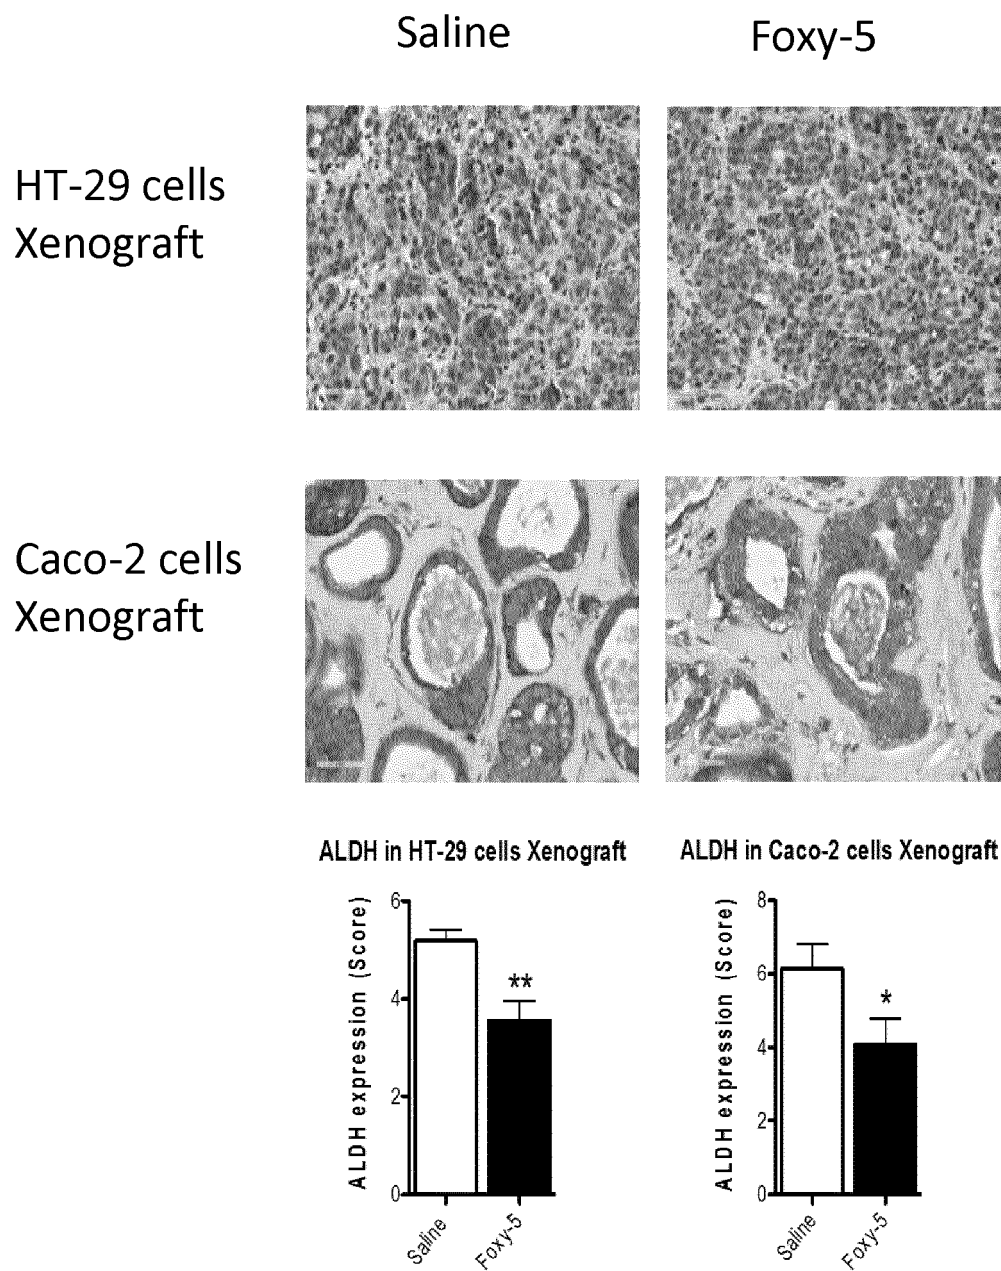 Saline
Foxy-5
HT-29 cells
Xenograft
Caco-2 cells
Xenograft
ALDH in HT-29 cells Xenograft
ALDH expression (Score)
6
4
2
0
**
Saline
Foxy-5
ALDH in Caco-2 cells Xenograft
ALDH expression (Score)
8
6
4
2
0
*
Saline
Foxy-5